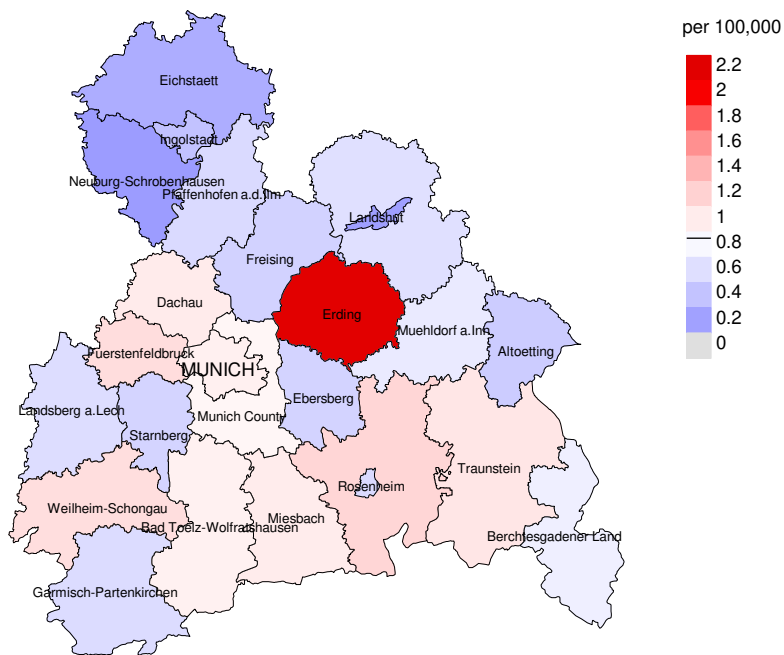 per 100,000
2.2
2
1.8
1.6
1.4
1.2
1
0.8
0.6
0.4
0.2
0
Eichstaett
Ingolstadt
Neuburg-Schrobenhausen
Pfaffenhofen a.d.Ilm
Landshut
Freising
Dachau
Erding
Muehldorf a.Inn
Altoetting
Fuerstenfeldbruck
MUNICH
Ebersberg
Landsberg a.Lech
Munich County
Starnberg
Traunstein
Rosenheim
Weilheim-Schongau
Miesbach
Bad Toelz-Wolfratshausen
Berchtesgadener Land
Garmisch-Partenkirchen